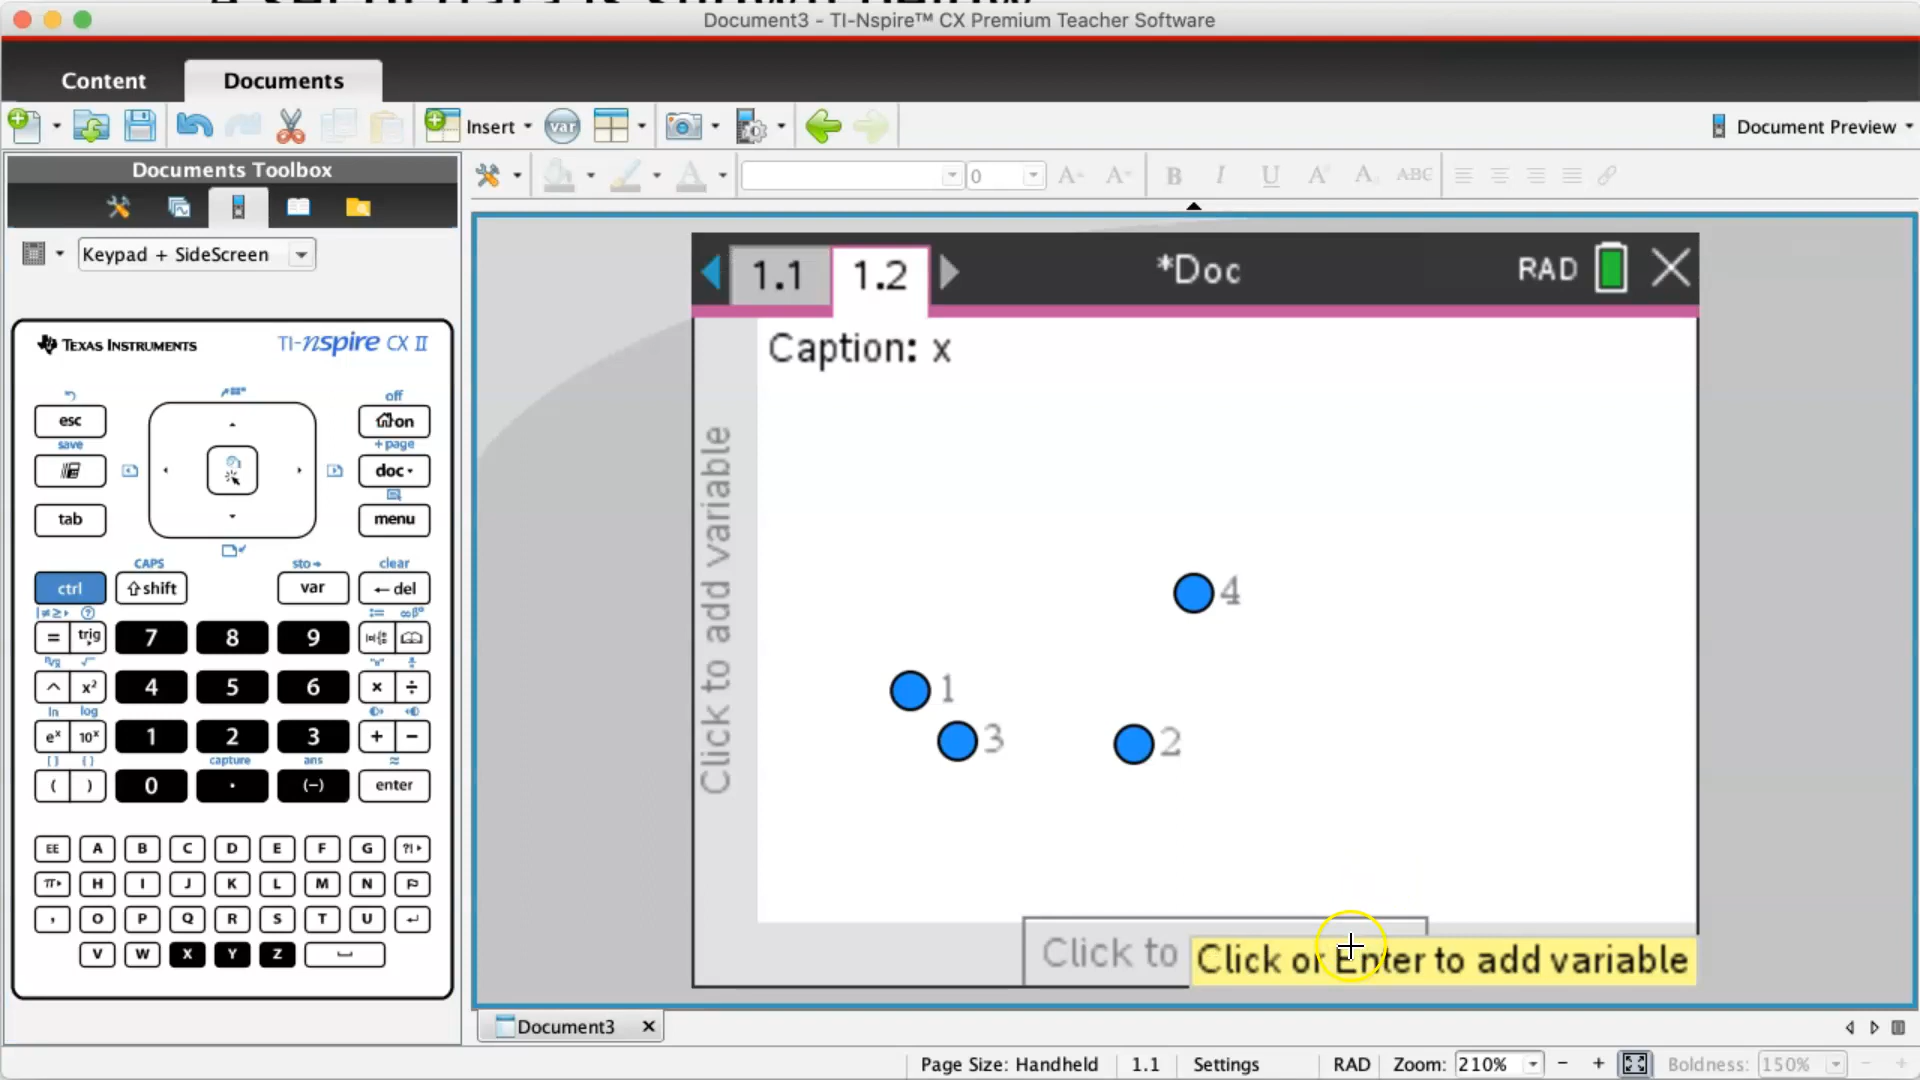 Document3 - TI-Nspire™ CX Premium Teacher Software
Content Documents
Insert var Document Preview
Documents Toolbox
0 B I U A A ABC
Keypad + SideScreen
1.1 1.2 *Doc RAD
TEXAS INSTRUMENTS TI-nspire CX II
Caption: x
Click to add variable
4
1
3
2
Click to
Click or Enter to add variable
off
esc on
save +page
doc
tab menu
CAPS sto→ clear
ctrl shift var ←del
= trig 7 8 9
^ x² 4 5 6 × ÷
ln log
eˣ 10ˣ 1 2 3 + −
[ ] { } capture ans ≈
( ) 0 . (−) enter
EE A B C D E F G ?!▸
π▸ H I J K L M N
, O P Q R S T U ↵
V W X Y Z
Document3
Page Size: Handheld 1.1 Settings RAD Zoom: 210% − + Boldness: 150% − +